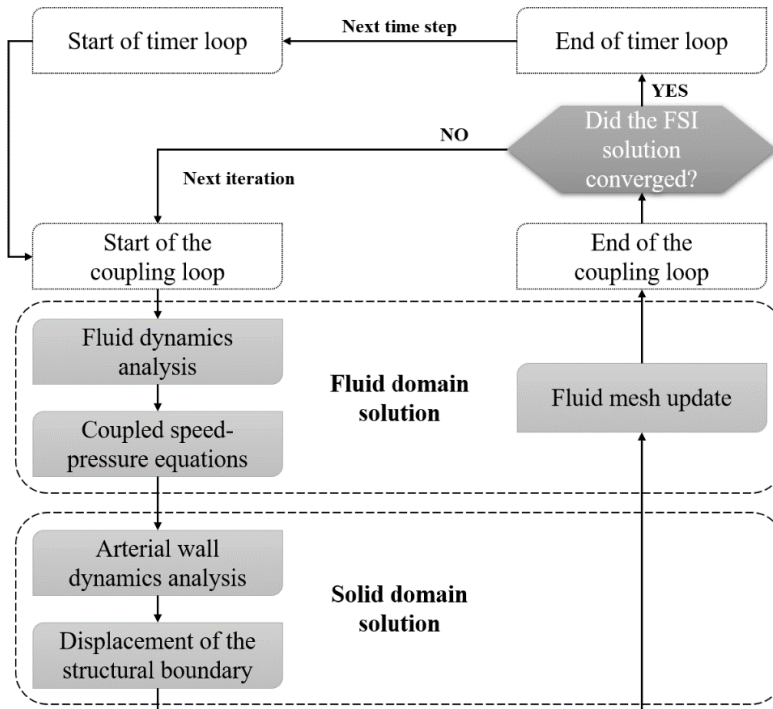 Start of timer loop
Next time step
End of timer loop
YES
NO
Did the FSI
solution
converged?
Next iteration
Start of the
coupling loop
End of the
coupling loop
Fluid dynamics
analysis
Fluid domain
solution
Fluid mesh update
Coupled speed-
pressure equations
Arterial wall
dynamics analysis
Solid domain
solution
Displacement of the
structural boundary